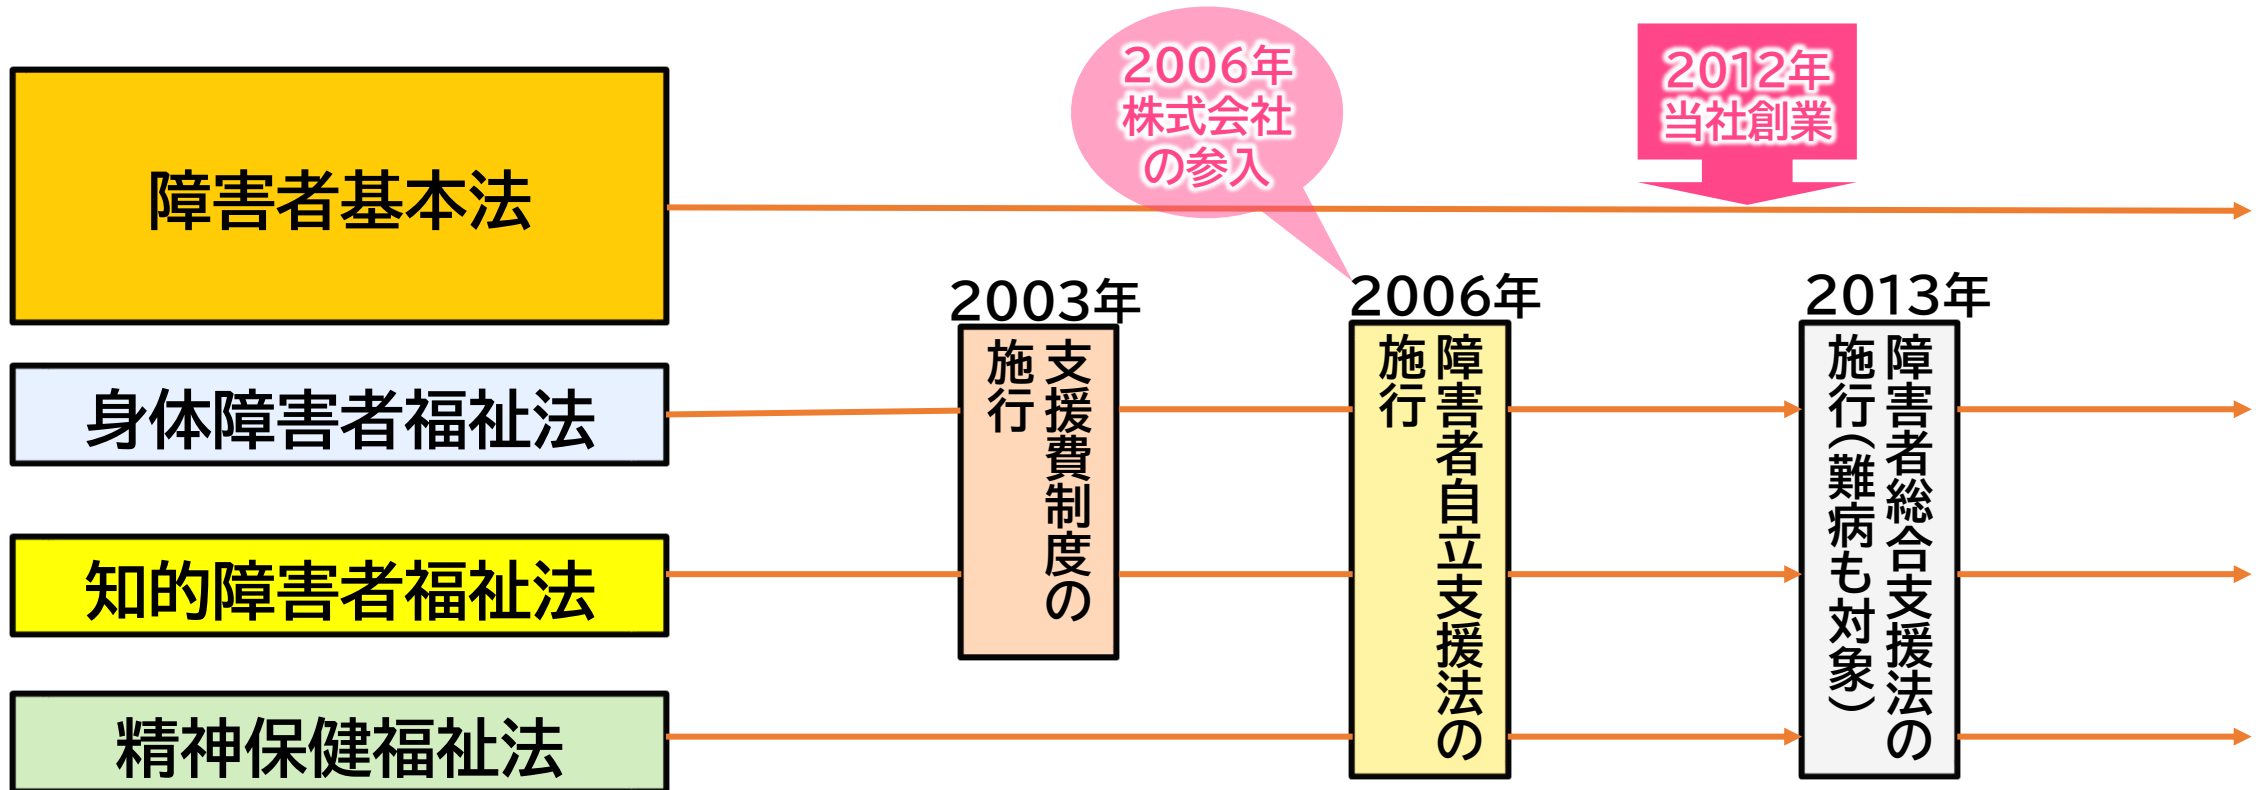 2006年
株式会社
の参入
2012年
当社創業
障害者基本法
身体障害者福祉法
知的障害者福祉法
精神保健福祉法
2003年
支援費制度の
施行
2006年
障害者自立支援法の
施行
2013年
障害者総合支援法の
施行(難病も対象)